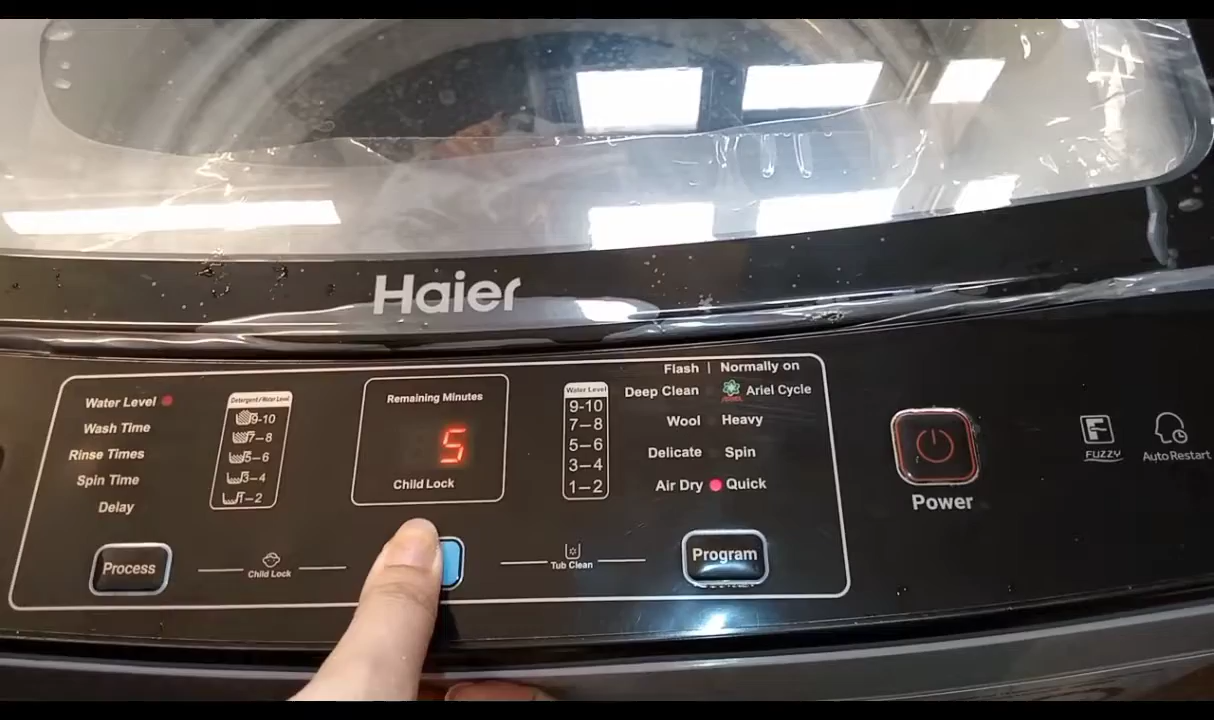 Haier
Water Level
Wash Time
Rinse Times
Spin Time
Delay
Process
Detergent/Water Level
9-10
7-8
5-6
3-4
1-2
Child Lock
Remaining Minutes
5
Child Lock
Tub Clean
Water Level
9-10
7-8
5-6
3-4
1-2
Flash | Normally on
Deep Clean Ariel Cycle
Wool Heavy
Delicate Spin
Air Dry Quick
Program
Power
FUZZY
Auto Restart